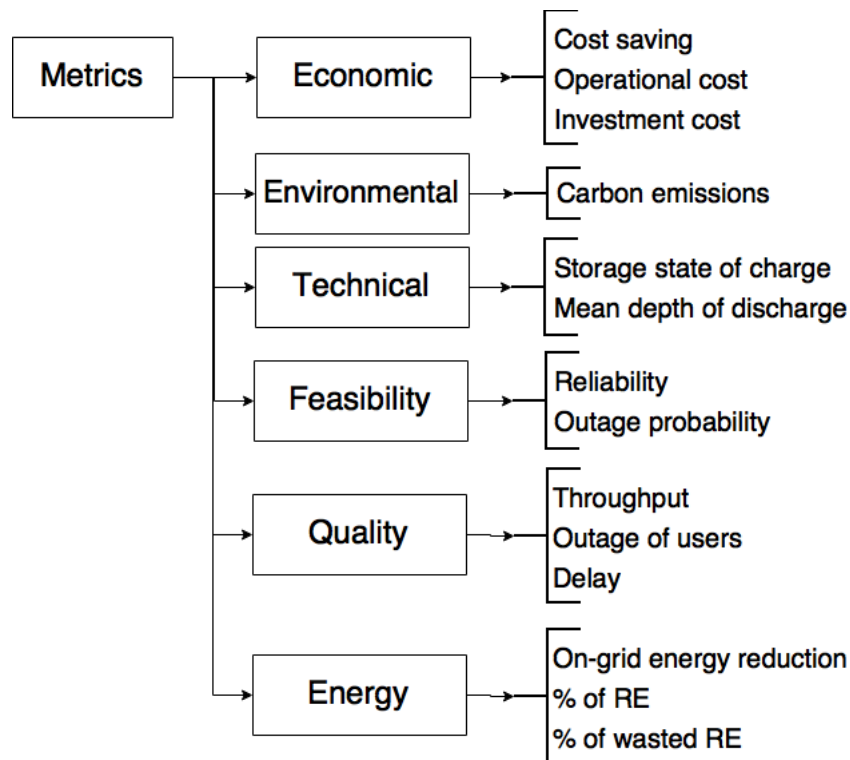 Metrics
Economic
Cost saving
Operational cost
Investment cost
Environmental
Carbon emissions
Technical
Storage state of charge
Mean depth of discharge
Feasibility
Reliability
Outage probability
Quality
Throughput
Outage of users
Delay
Energy
On-grid energy reduction
% of RE
% of wasted RE